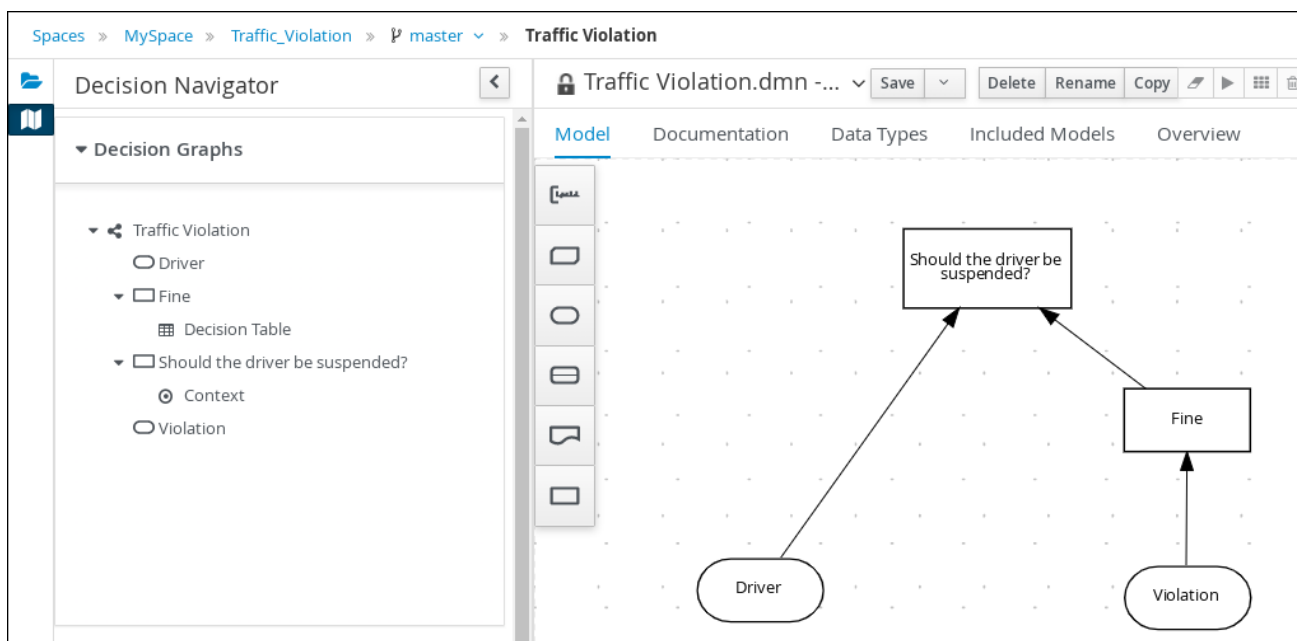 Spaces » MySpace » Traffic_Violation » master » Traffic Violation
Decision Navigator
Traffic Violation.dmn -...
Save
Delete
Rename
Copy
Model
Documentation
Data Types
Included Models
Overview
Decision Graphs
Traffic Violation
Driver
Fine
Decision Table
Should the driver be suspended?
Context
Violation
Should the driver be
suspended?
Fine
Driver
Violation